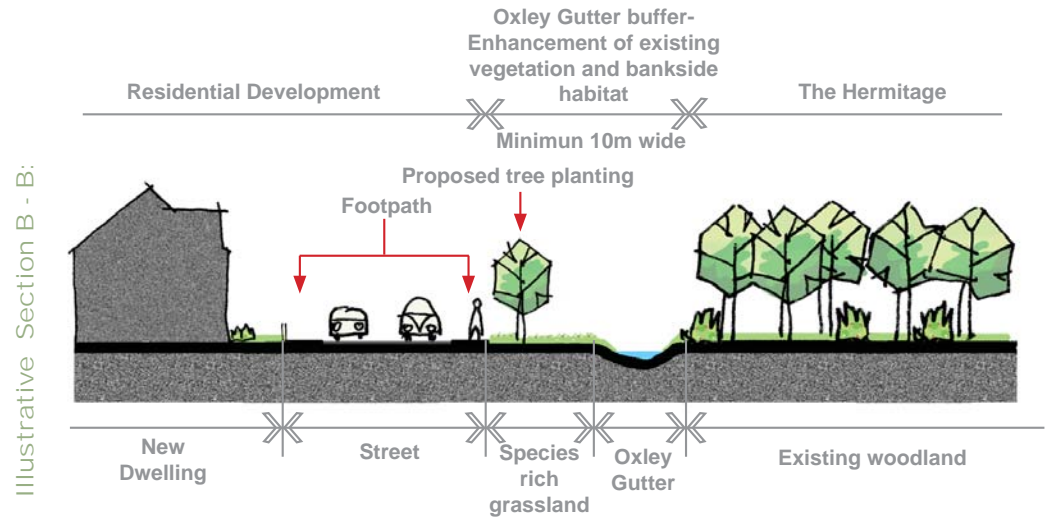 Illustrative Section B - B:
Oxley Gutter buffer-
Enhancement of existing
vegetation and bankside
habitat
Residential Development
The Hermitage
Minimun 10m wide
Proposed tree planting
Footpath
New
Dwelling
Street
Species
rich
grassland
Oxley
Gutter
Existing woodland